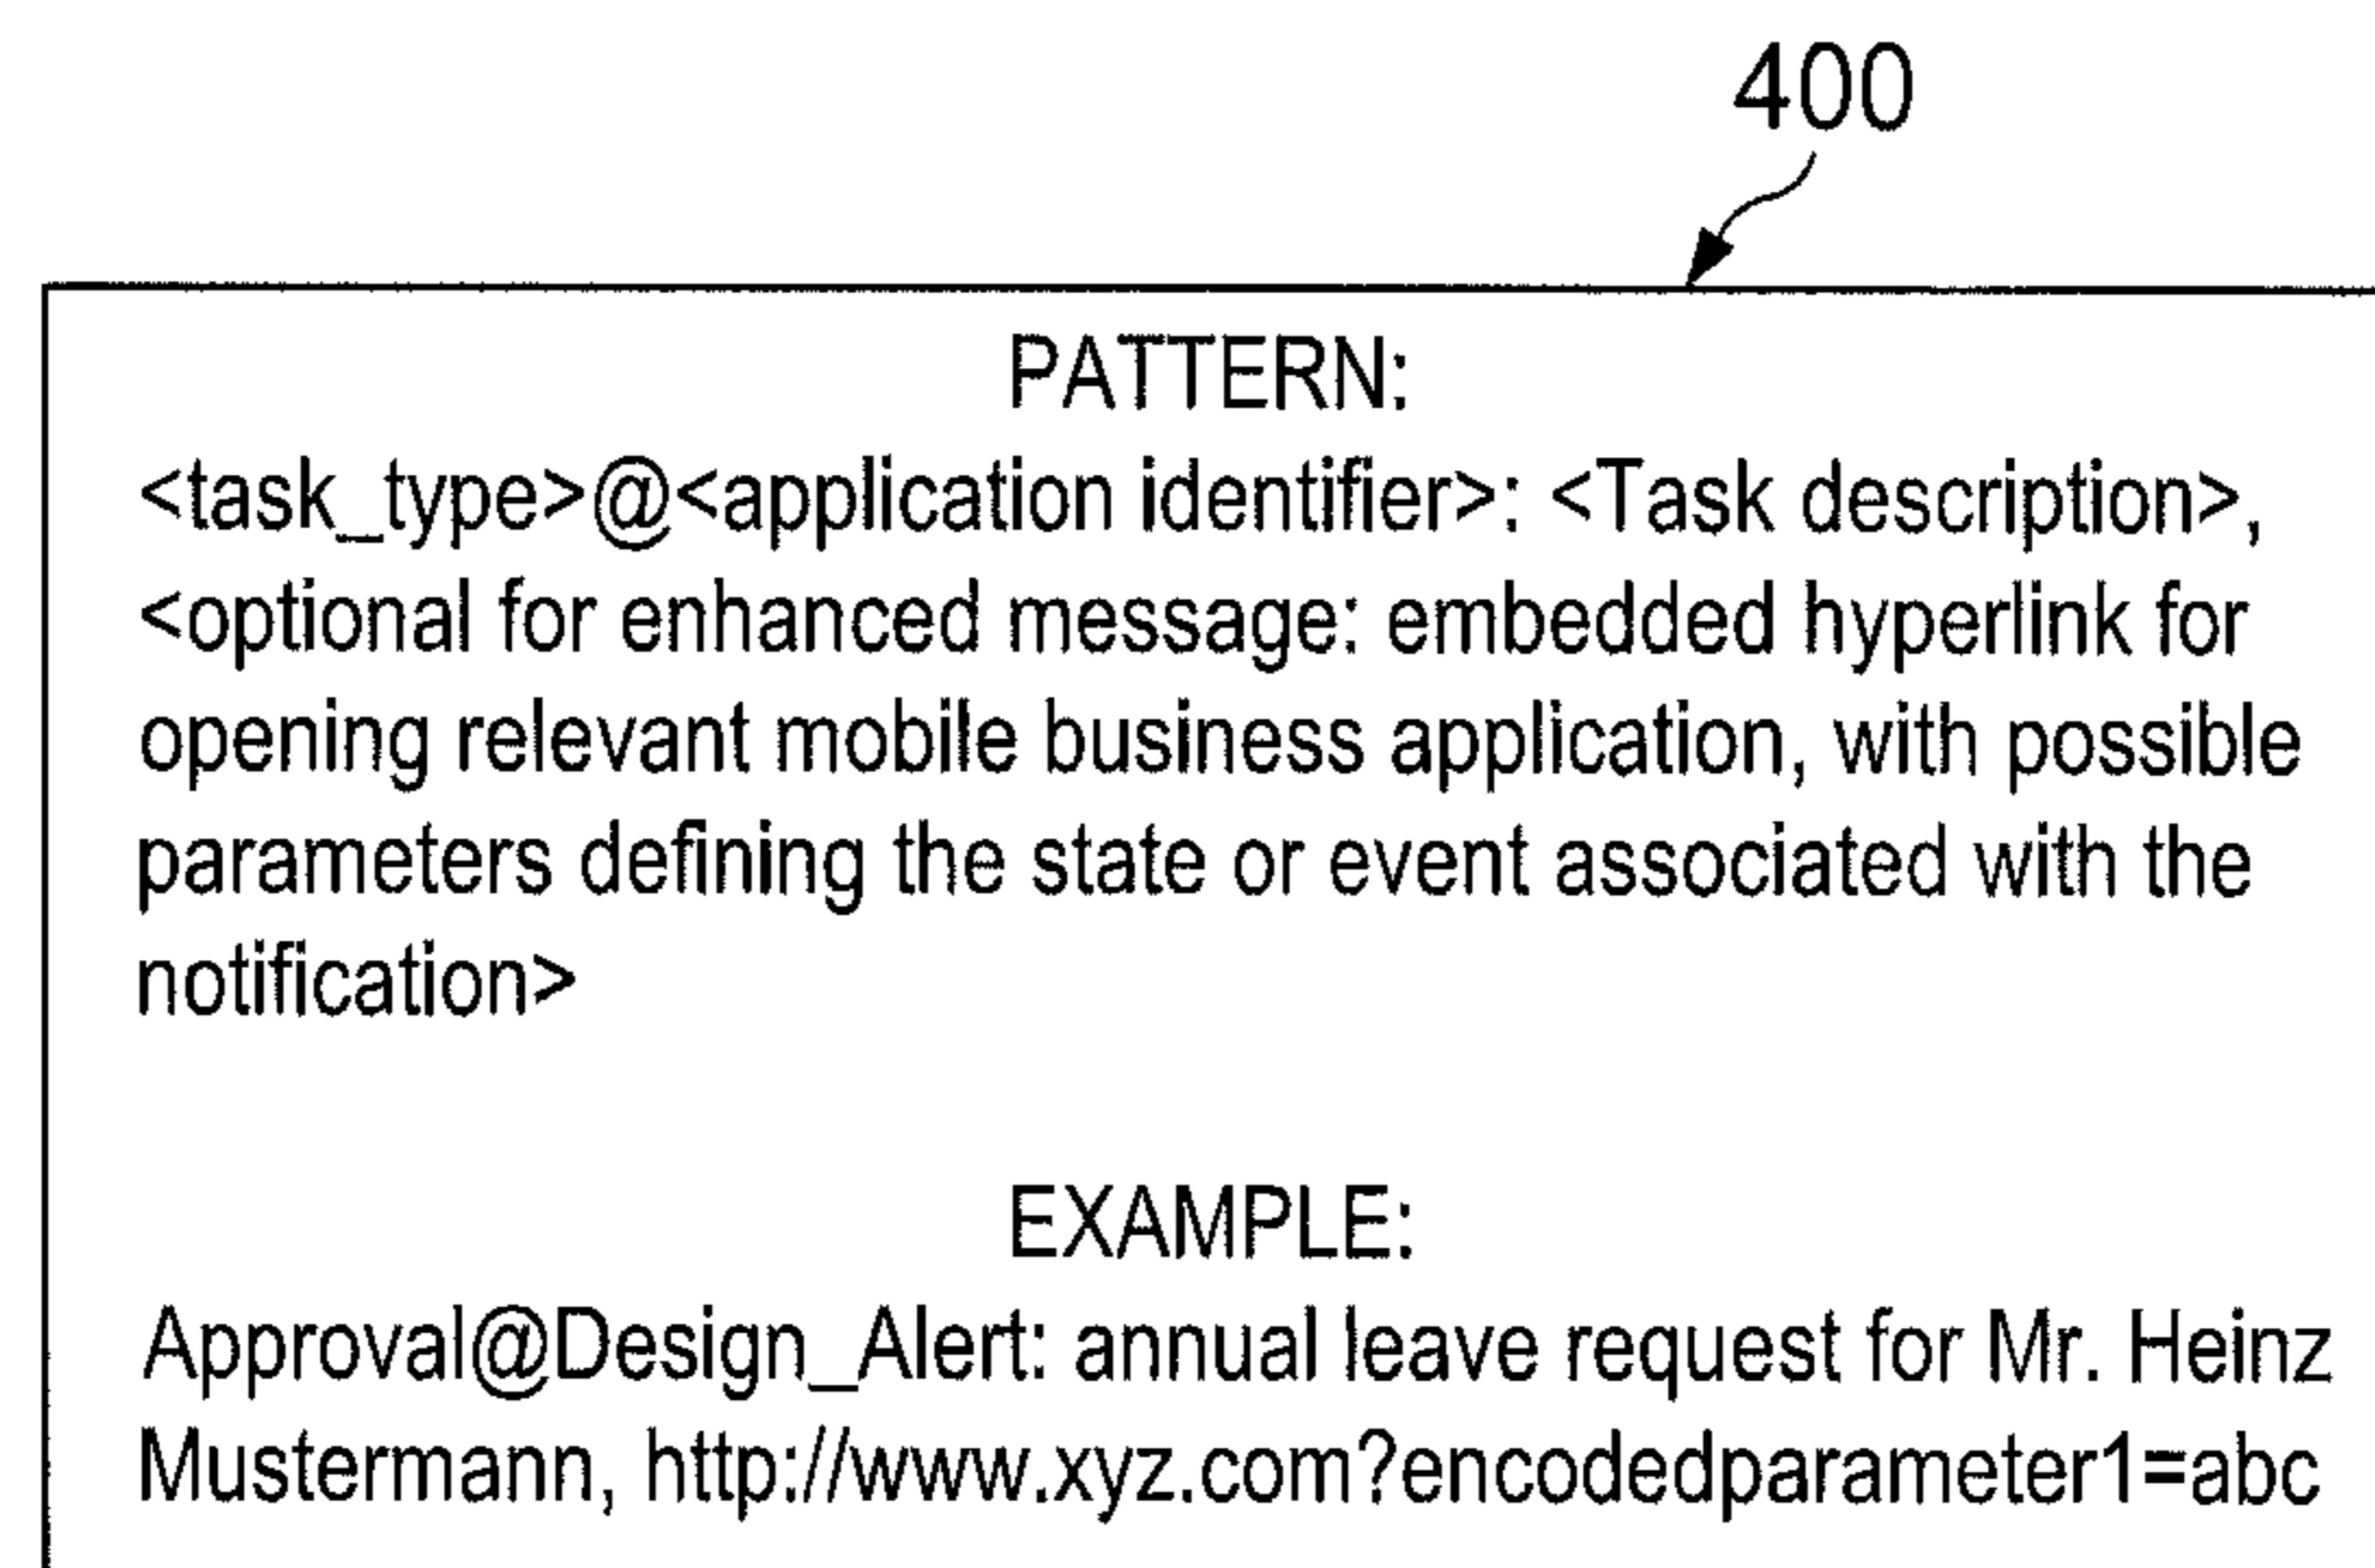 400
PATTERN:
<task_type>@<application identifier>: <Task description>,
<optional for enhanced message: embedded hyperlink for
opening relevant mobile business application, with possible
parameters defining the state or event associated with the
notification>
EXAMPLE:
Approval@Design_Alert: annual leave request for Mr. Heinz
Mustermann, http://www.xyz.com?encodedparameter1=abc